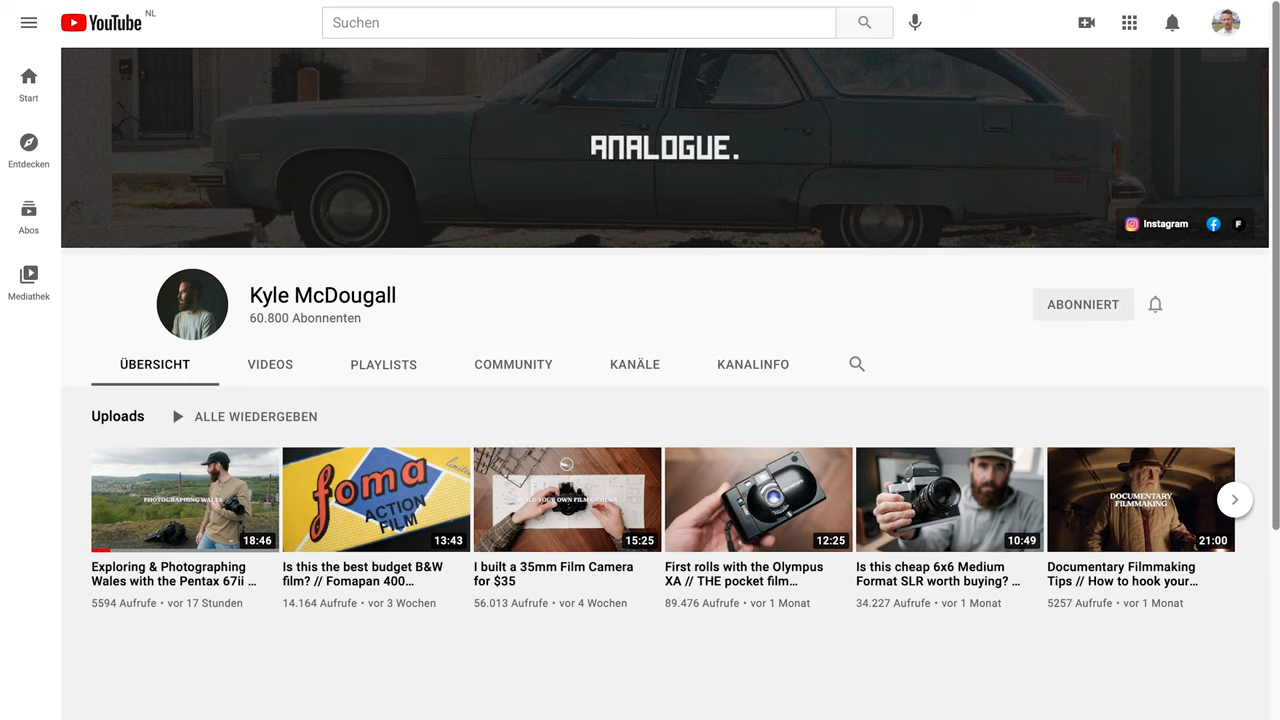 YouTube NL
Suchen
Start
Entdecken
Abos
Mediathek
ANALOGUE.
Instagram
F
Kyle McDougall
60.800 Abonnenten
ABONNIERT
ÜBERSICHT
VIDEOS
PLAYLISTS
COMMUNITY
KANÄLE
KANALINFO
Uploads
ALLE WIEDERGEBEN
PHOTOGRAPHING WALES
18:46
Exploring & Photographing
Wales with the Pentax 67ii ...
5594 Aufrufe • vor 17 Stunden
foma
limited
ACTION
FILM
13:43
Is this the best budget B&W
film? // Fomapan 400...
14.164 Aufrufe • vor 3 Wochen
BUILD YOUR OWN FILM CAMERA
15:25
I built a 35mm Film Camera
for $35
56.013 Aufrufe • vor 4 Wochen
12:25
First rolls with the Olympus
XA // THE pocket film...
89.476 Aufrufe • vor 1 Monat
10:49
Is this cheap 6x6 Medium
Format SLR worth buying? ...
34.227 Aufrufe • vor 1 Monat
DOCUMENTARY
FILMMAKING
21:00
Documentary Filmmaking
Tips // How to hook your...
5257 Aufrufe • vor 1 Monat